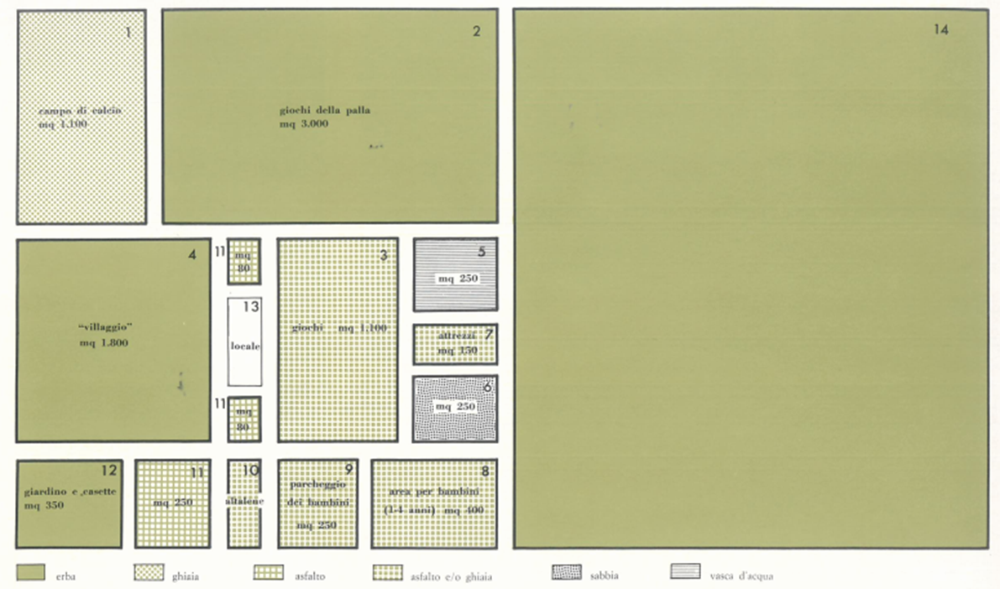 1
campo di calcio
mq 1.100
2
giochi della palla
mq 3.000
14
4
"villaggio"
mq 1.800
11
mq
80
13
locale
11
mq
80
3
giochi mq 1.100
5
mq 250
7
attrezzi
mq 150
6
mq 250
12
giardino e casette
mq 350
11
mq 250
10
altalene
9
parcheggio
dei bambini
mq 250
8
area per bambini
(1-4 anni) mq 400
erba
ghiaia
asfalto
asfalto e/o ghiaia
sabbia
vasca d'acqua